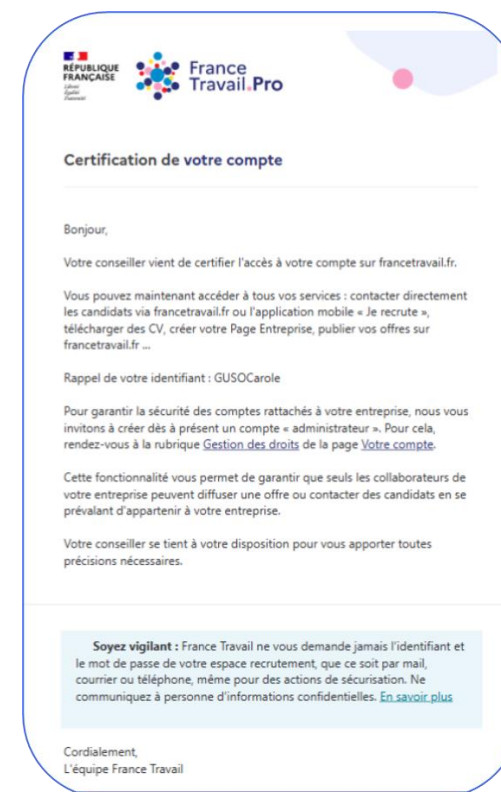 RÉPUBLIQUE
FRANÇAISE
Liberté
Égalité
Fraternité
France
Travail.Pro
Certification de votre compte
Bonjour,
Votre conseiller vient de certifier l'accès à votre compte sur francetravail.fr.
Vous pouvez maintenant accéder à tous vos services : contacter directement
les candidats via francetravail.fr ou l'application mobile « Je recrute »,
télécharger des CV, créer votre Page Entreprise, publier vos offres sur
francetravail.fr ...
Rappel de votre identifiant : GUSOCarole
Pour garantir la sécurité des comptes rattachés à votre entreprise, nous vous
invitons à créer dès à présent un compte « administrateur ». Pour cela,
rendez-vous à la rubrique Gestion des droits de la page Votre compte.
Cette fonctionnalité vous permet de garantir que seuls les collaborateurs de
votre entreprise peuvent diffuser une offre ou contacter des candidats en se
prévalant d'appartenir à votre entreprise.
Votre conseiller se tient à votre disposition pour vous apporter toutes
précisions nécessaires.
Soyez vigilant : France Travail ne vous demande jamais l'identifiant et
le mot de passe de votre espace recrutement, que ce soit par mail,
courrier ou téléphone, même pour des actions de sécurisation. Ne
communiquez à personne d'informations confidentielles. En savoir plus
Cordialement,
L'équipe France Travail